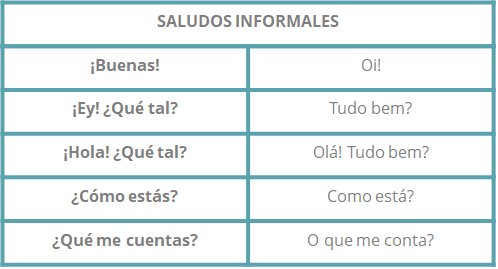 SALUDOS INFORMALES
¡Buenas! Oi!
¡Ey! ¿Qué tal? Tudo bem?
¡Hola! ¿Qué tal? Olá! Tudo bem?
¿Cómo estás? Como está?
¿Qué me cuentas? O que me conta?